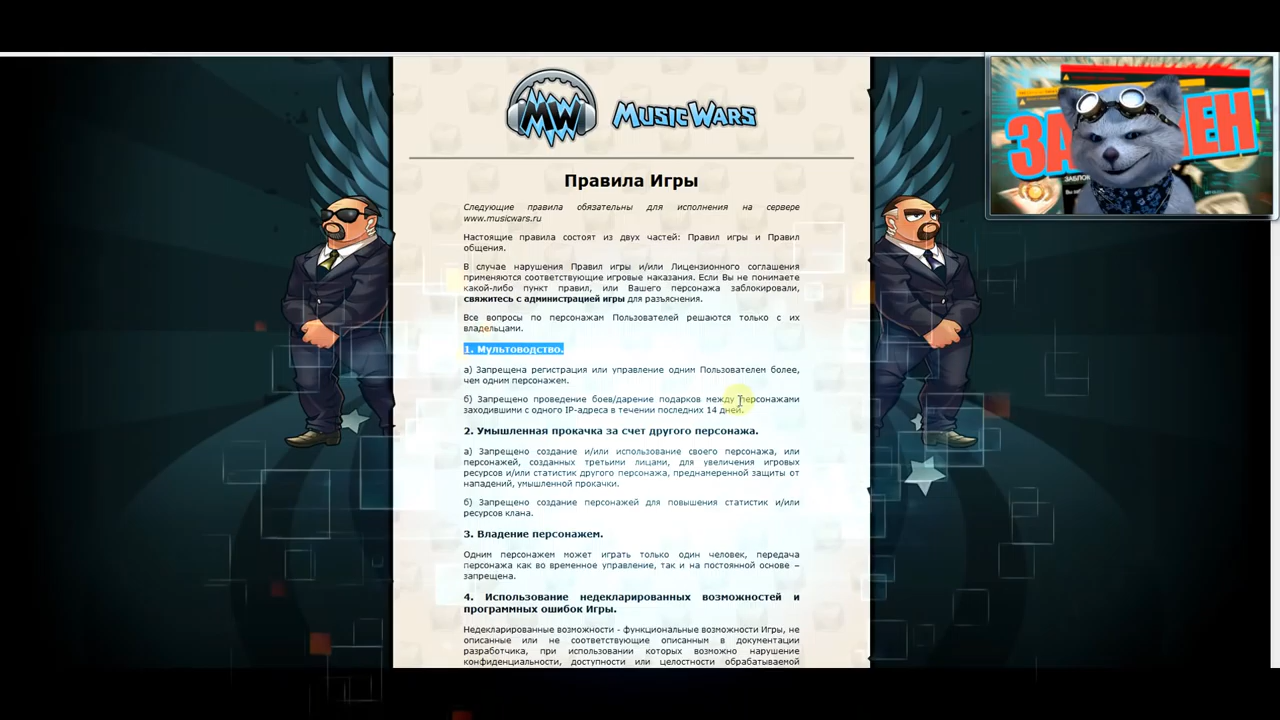 MW
MUSIC WARS
ЗА ЕН
Правила Игры
Следующие правила обязательны для исполнения на сервере
www.musicwars.ru
Настоящие правила состоят из двух частей: Правил игры и Правил
общения.
В случае нарушения Правил игры и/или Лицензионного соглашения
применяются соответствующие игровые наказания. Если Вы не понимаете
какой-либо пункт правил, или Вашего персонажа заблокировали,
свяжитесь с администрацией игры для разъяснения.
Все вопросы по персонажам Пользователей решаются только с их
владельцами.
1. Мультоводство.
а) Запрещена регистрация или управление одним Пользователем более,
чем одним персонажем.
б) Запрещено проведение боев/дарение подарков между персонажами
заходившими с одного IP-адреса в течении последних 14 дней.
2. Умышленная прокачка за счет другого персонажа.
а) Запрещено создание и/или использование своего персонажа, или
персонажей, созданных третьими лицами, для увеличения игровых
ресурсов и/или статистик другого персонажа, преднамеренной защиты от
нападений, умышленной прокачки.
б) Запрещено создание персонажей для повышения статистик и/или
ресурсов клана.
3. Владение персонажем.
Одним персонажем может играть только один человек, передача
персонажа как во временное управление, так и на постоянной основе –
запрещена.
4. Использование недекларированных возможностей и
программных ошибок Игры.
Недекларированные возможности - функциональные возможности Игры, не
описанные или не соответствующие описанным в документации
разработчика, при использовании которых возможно нарушение
конфиденциальности, доступности или целостности обрабатываемой